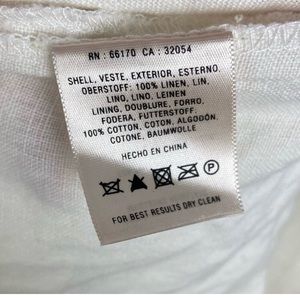 RN : 66170 CA : 32054
SHELL, VESTE, EXTERIOR, ESTERNO,
OBERSTOFF: 100% LINEN, LIN,
LINO, LINO, LEINEN
LINING, DOUBLURE, FORRO,
FODERA, FUTTERSTOFF:
100% COTTON, COTON, ALGODON,
COTONE, BAUMWOLLE
HECHO EN CHINA
P
FOR BEST RESULTS DRY CLEAN